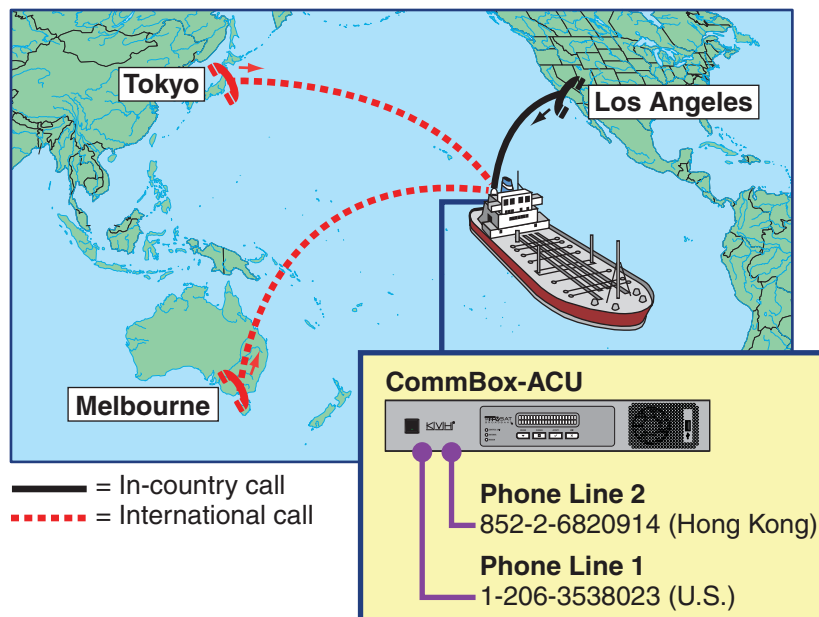 Tokyo
Los Angeles
Melbourne
CommBox-ACU
KVH
Phone Line 2
852-2-6820914 (Hong Kong)
Phone Line 1
1-206-3538023 (U.S.)
= In-country call
= International call